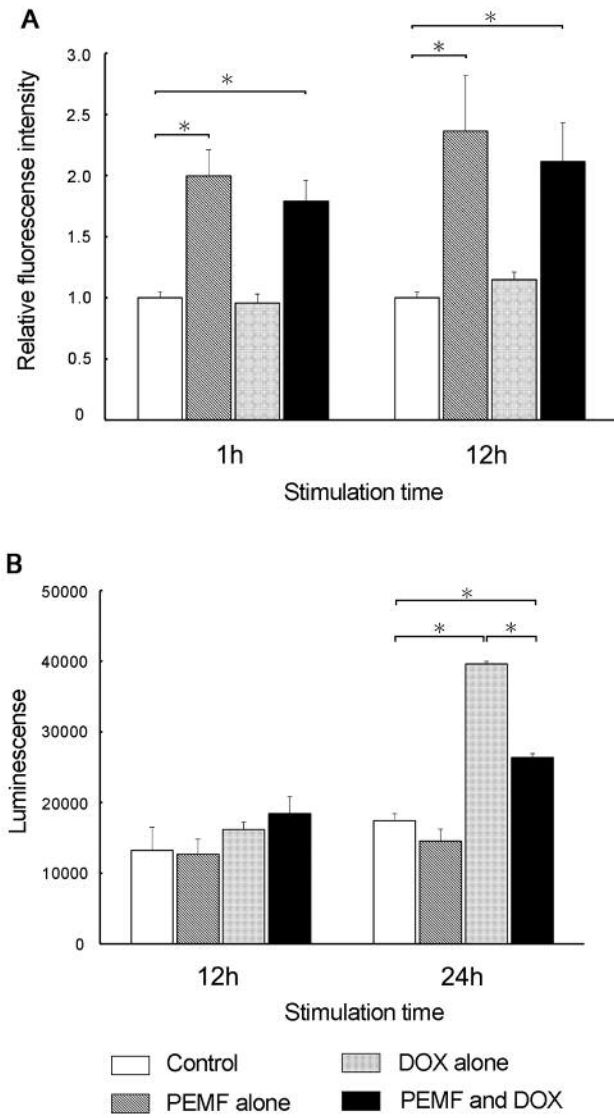 A
Relative fluorescense intensity
3.0
2.5
2.0
1.5
1.0
0.5
0
*
*
*
*
1h
12h
Stimulation time
B
Luminescense
50000
40000
30000
20000
10000
0
*
*
*
12h
24h
Stimulation time
Control
DOX alone
PEMF alone
PEMF and DOX